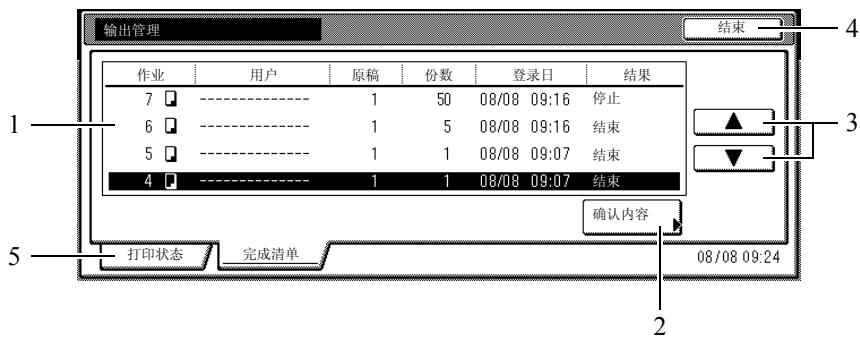 输出管理
结束
4
作业 用户 原稿 份数 登录日 结果
7 -------------- 1 50 08/08 09:16 停止
1
6 -------------- 1 5 08/08 09:16 结束
3
5 -------------- 1 1 08/08 09:07 结束
4 -------------- 1 1 08/08 09:07 结束
确认内容
5
打印状态
完成清单
08/08 09:24
2